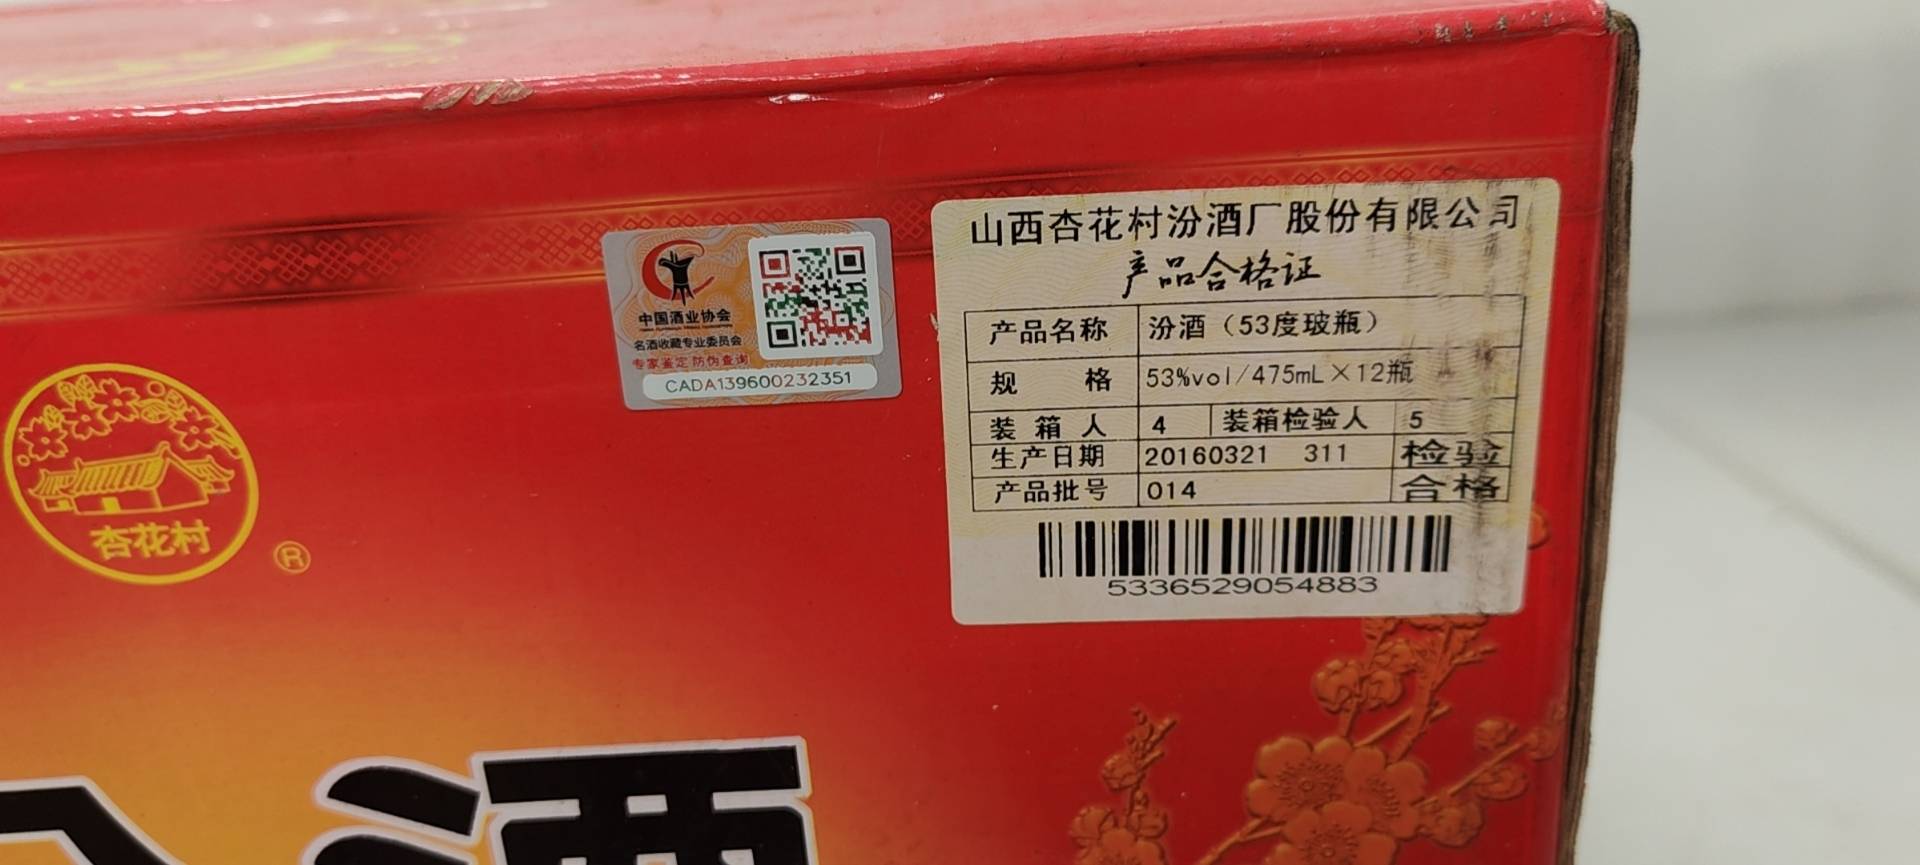 中国酒业协会
名酒收藏专业委员会
专家鉴定 防伪查询
CADA139600232351
杏花村
®
山西杏花村汾酒厂股份有限公司
产品合格证
产品名称 汾酒（53度玻瓶）
规 格 53%vol/475mL×12瓶
装箱人 4 装箱检验人 5
生产日期 20160321 311 检验
产品批号 014 合格
5336529054883
酒